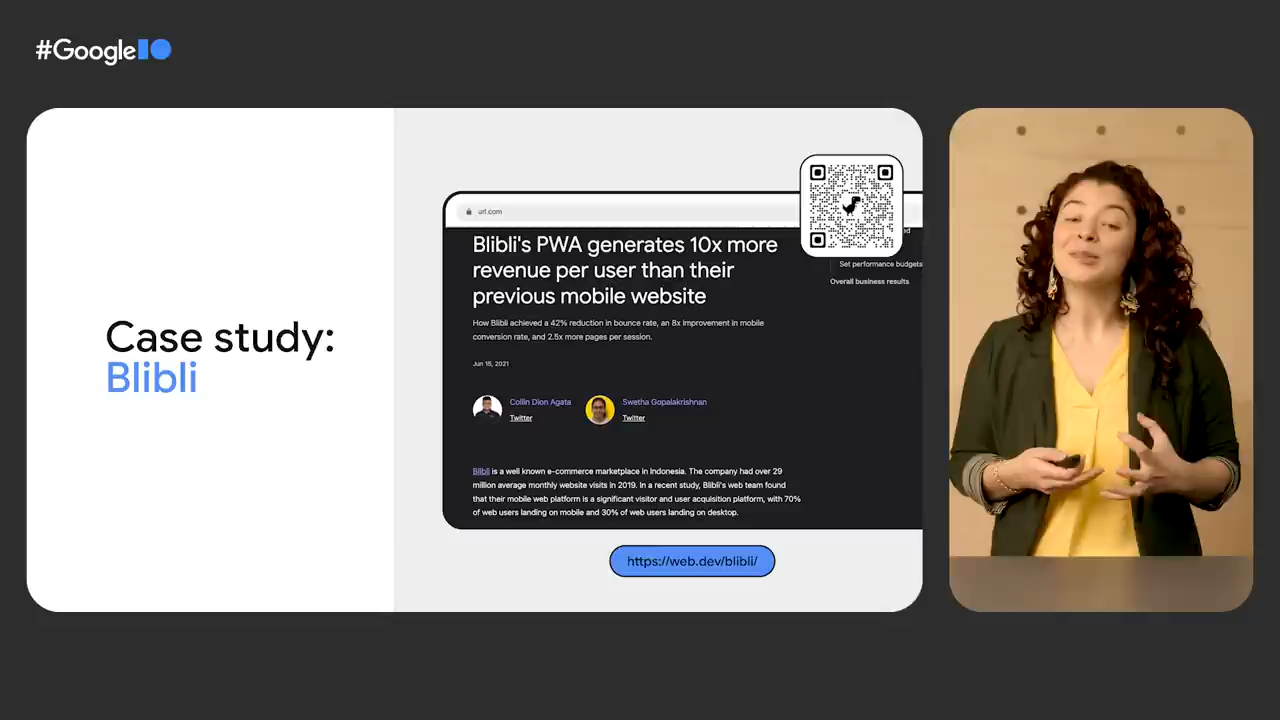 #Google IO
Case study:
Blibli
url.com
Blibli's PWA generates 10x more
revenue per user than their
previous mobile website
How Blibli achieved a 42% reduction in bounce rate, an 8x improvement in mobile
conversion rate, and 2.5x more pages per session.
Jun 15, 2021
Collin Dion Agata
Twitter
Swetha Gopalakrishnan
Twitter
Blibli is a well known e-commerce marketplace in Indonesia. The company had over 29
million average monthly website visits in 2019. In a recent study, Blibli's web team found
that their mobile web platform is a significant visitor and user acquisition platform, with 70%
of web users landing on mobile and 30% of web users landing on desktop.
Set performance budgets
Overall business results
https://web.dev/blibli/